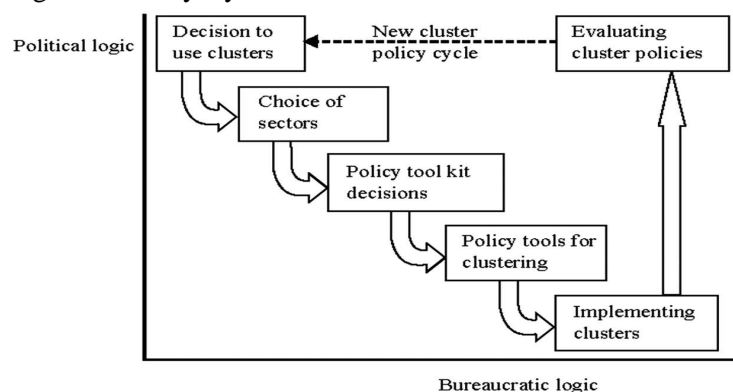 Political logic
Decision to
use clusters
New cluster
policy cycle
Evaluating
cluster policies
Choice of
sectors
Policy tool kit
decisions
Policy tools for
clustering
Implementing
clusters
Bureaucratic logic